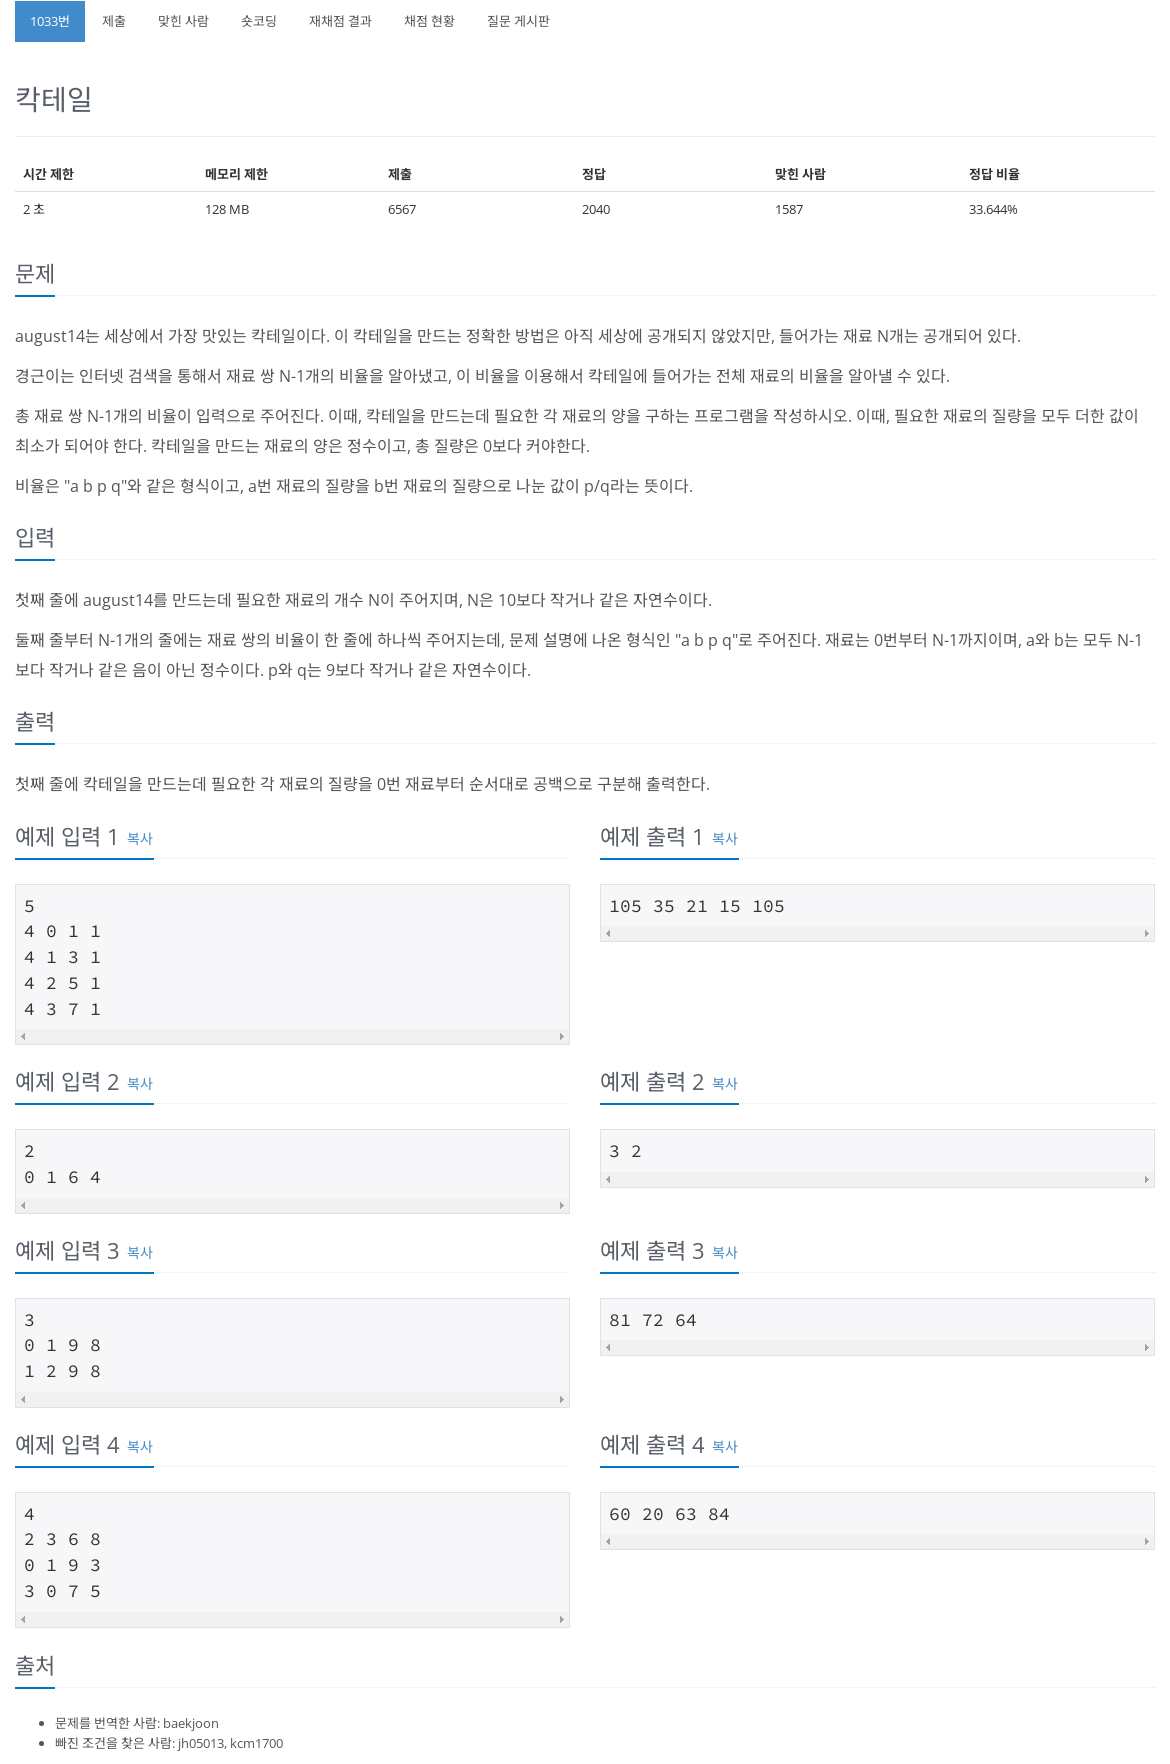 1033번 제출 맞힌 사람 숏코딩 재채점 결과 채점 현황 질문 게시판
칵테일
시간 제한 메모리 제한 제출 정답 맞힌 사람 정답 비율
2 초 128 MB 6567 2040 1587 33.644%
문제
august14는 세상에서 가장 맛있는 칵테일이다. 이 칵테일을 만드는 정확한 방법은 아직 세상에 공개되지 않았지만, 들어가는 재료 N개는 공개되어 있다.
경근이는 인터넷 검색을 통해서 재료 쌍 N-1개의 비율을 알아냈고, 이 비율을 이용해서 칵테일에 들어가는 전체 재료의 비율을 알아낼 수 있다.
총 재료 쌍 N-1개의 비율이 입력으로 주어진다. 이때, 칵테일을 만드는데 필요한 각 재료의 양을 구하는 프로그램을 작성하시오. 이때, 필요한 재료의 질량을 모두 더한 값이
최소가 되어야 한다. 칵테일을 만드는 재료의 양은 정수이고, 총 질량은 0보다 커야한다.
비율은 "a b p q"와 같은 형식이고, a번 재료의 질량을 b번 재료의 질량으로 나눈 값이 p/q라는 뜻이다.
입력
첫째 줄에 august14를 만드는데 필요한 재료의 개수 N이 주어지며, N은 10보다 작거나 같은 자연수이다.
둘째 줄부터 N-1개의 줄에는 재료 쌍의 비율이 한 줄에 하나씩 주어지는데, 문제 설명에 나온 형식인 "a b p q"로 주어진다. 재료는 0번부터 N-1까지이며, a와 b는 모두 N-1
보다 작거나 같은 음이 아닌 정수이다. p와 q는 9보다 작거나 같은 자연수이다.
출력
첫째 줄에 칵테일을 만드는데 필요한 각 재료의 질량을 0번 재료부터 순서대로 공백으로 구분해 출력한다.
예제 입력 1 복사
5
4 0 1 1
4 1 3 1
4 2 5 1
4 3 7 1
예제 출력 1 복사
105 35 21 15 105
예제 입력 2 복사
2
0 1 6 4
예제 출력 2 복사
3 2
예제 입력 3 복사
3
0 1 9 8
1 2 9 8
예제 출력 3 복사
81 72 64
예제 입력 4 복사
4
2 3 6 8
0 1 9 3
3 0 7 5
예제 출력 4 복사
60 20 63 84
출처
문제를 번역한 사람: baekjoon
빠진 조건을 찾은 사람: jh05013, kcm1700